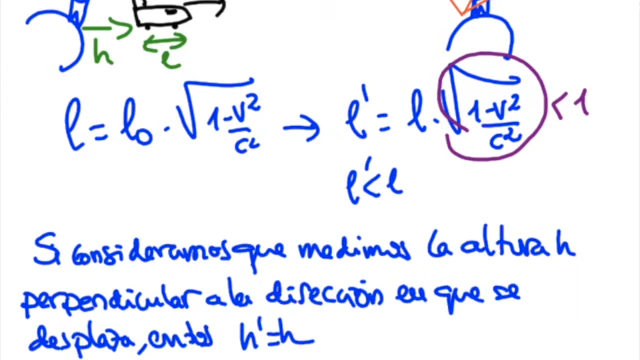 h l
l = l₀ · √(1-v²/c²) → l' = l · √(1-v²/c²) < 1
l' < l
Si consideramos que medimos la altura h
perpendicular a la dirección en que se
desplaza, entos h'=h